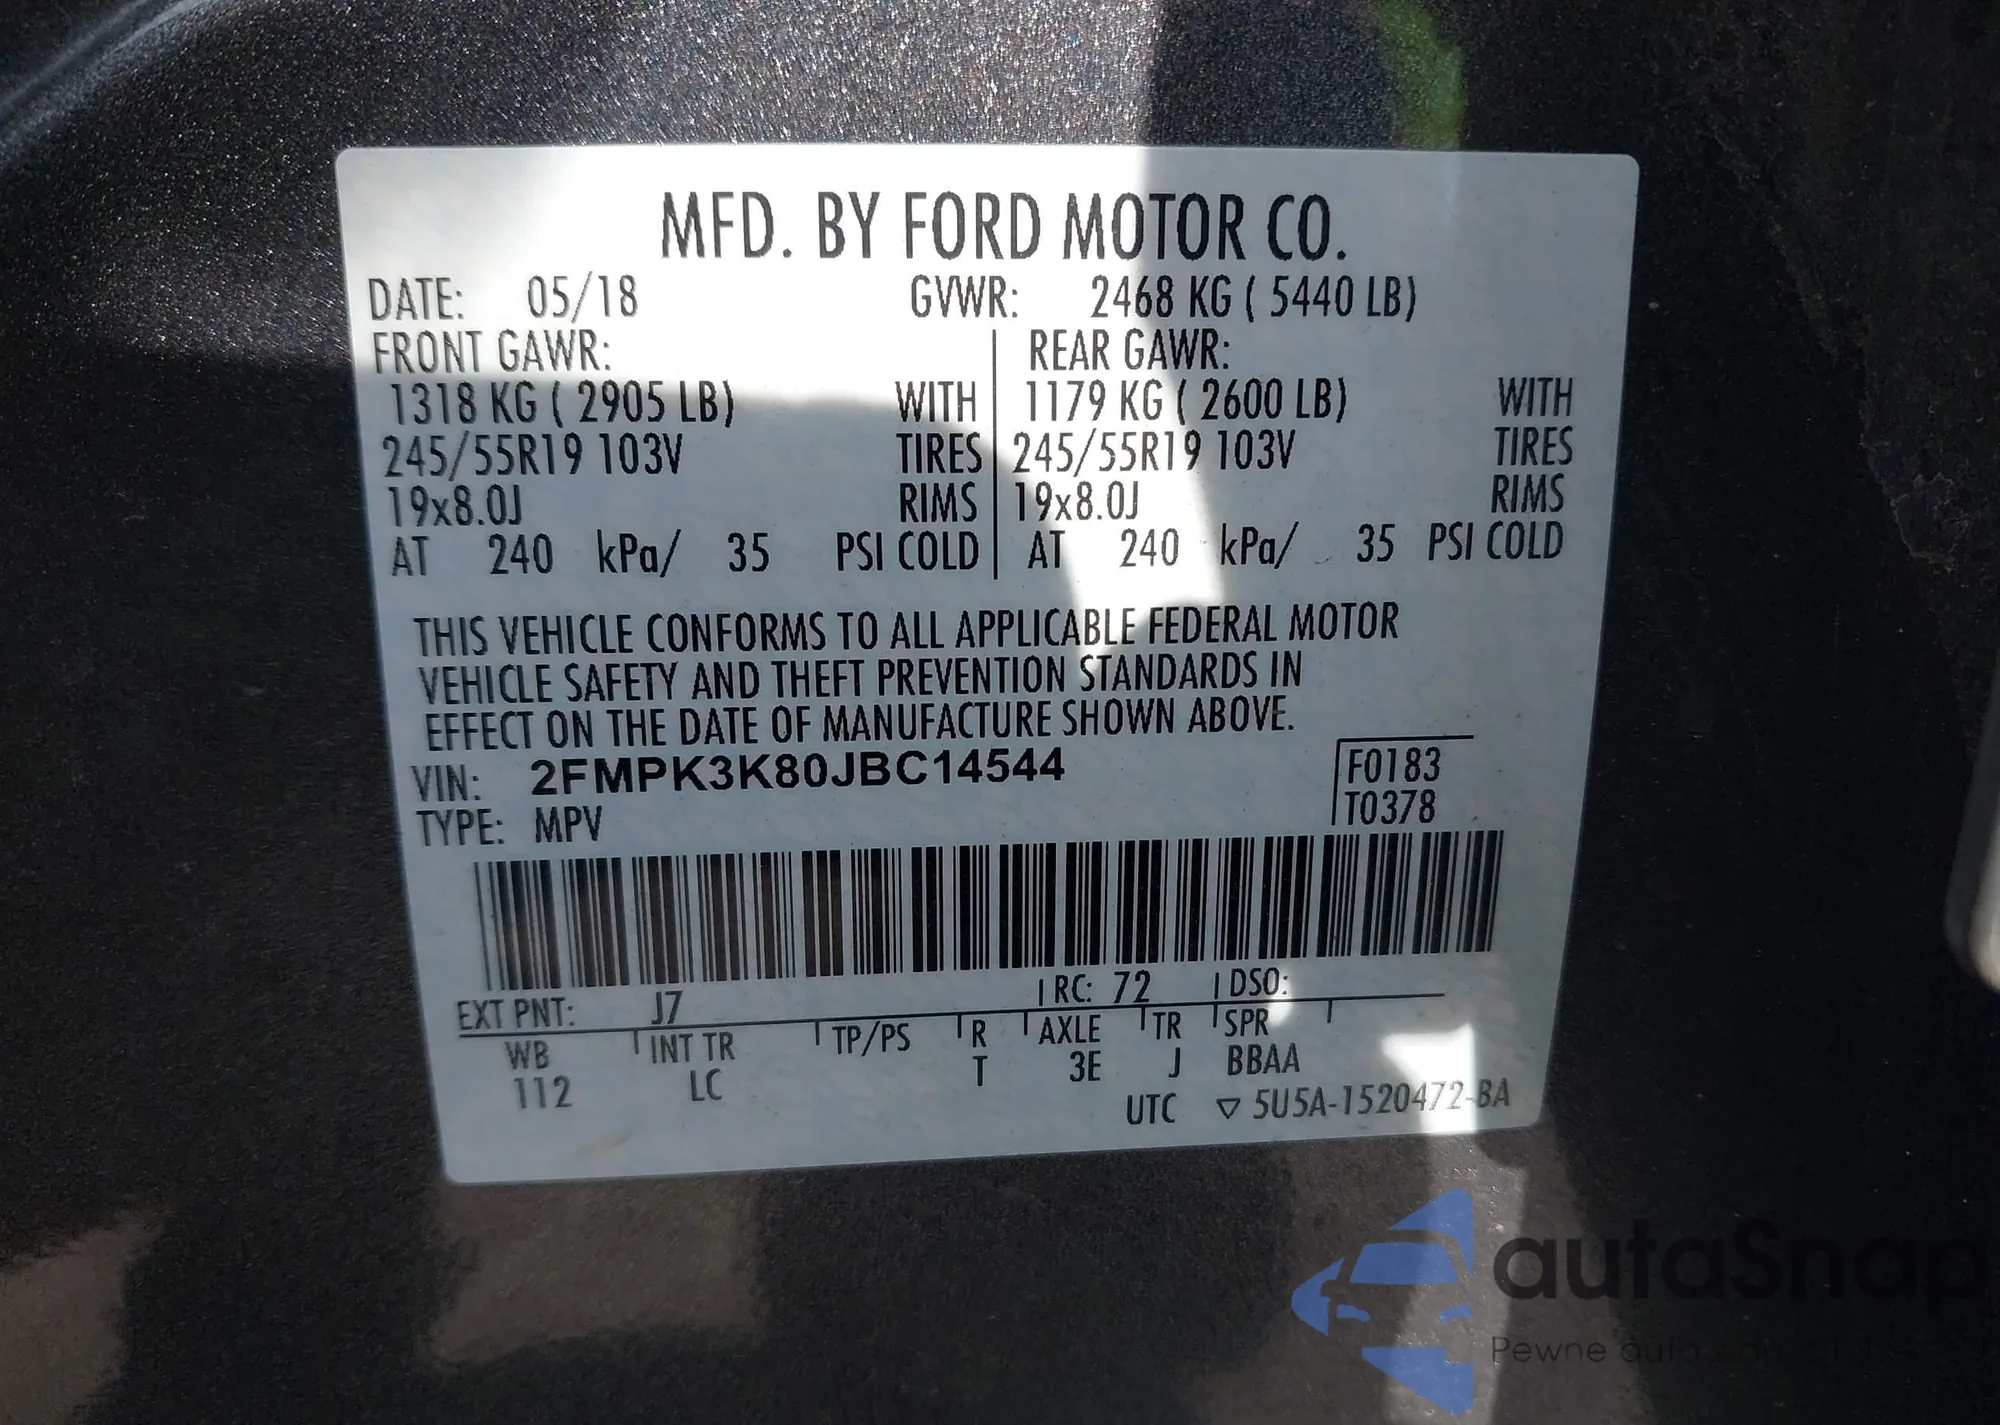 MFD. BY FORD MOTOR CO.
DATE: 05/18 GVWR: 2468 KG ( 5440 LB)
FRONT GAWR: REAR GAWR:
1318 KG ( 2905 LB) WITH 1179 KG ( 2600 LB) WITH
245/55R19 103V TIRES 245/55R19 103V TIRES
19x8.0J RIMS 19x8.0J RIMS
AT 240 kPa/ 35 PSI COLD AT 240 kPa/ 35 PSI COLD
THIS VEHICLE CONFORMS TO ALL APPLICABLE FEDERAL MOTOR
VEHICLE SAFETY AND THEFT PREVENTION STANDARDS IN
EFFECT ON THE DATE OF MANUFACTURE SHOWN ABOVE.
VIN: 2FMPK3K80JBC14544 F0183
TYPE: MPV T0378
EXT PNT: J7 RC: 72 DSO:
WB INT TR TP/PS R AXLE TR SPR
112 LC T 3E J BBAA
UTC ▽ 5U5A-1520472-BA
autaSnap
Pewne auta